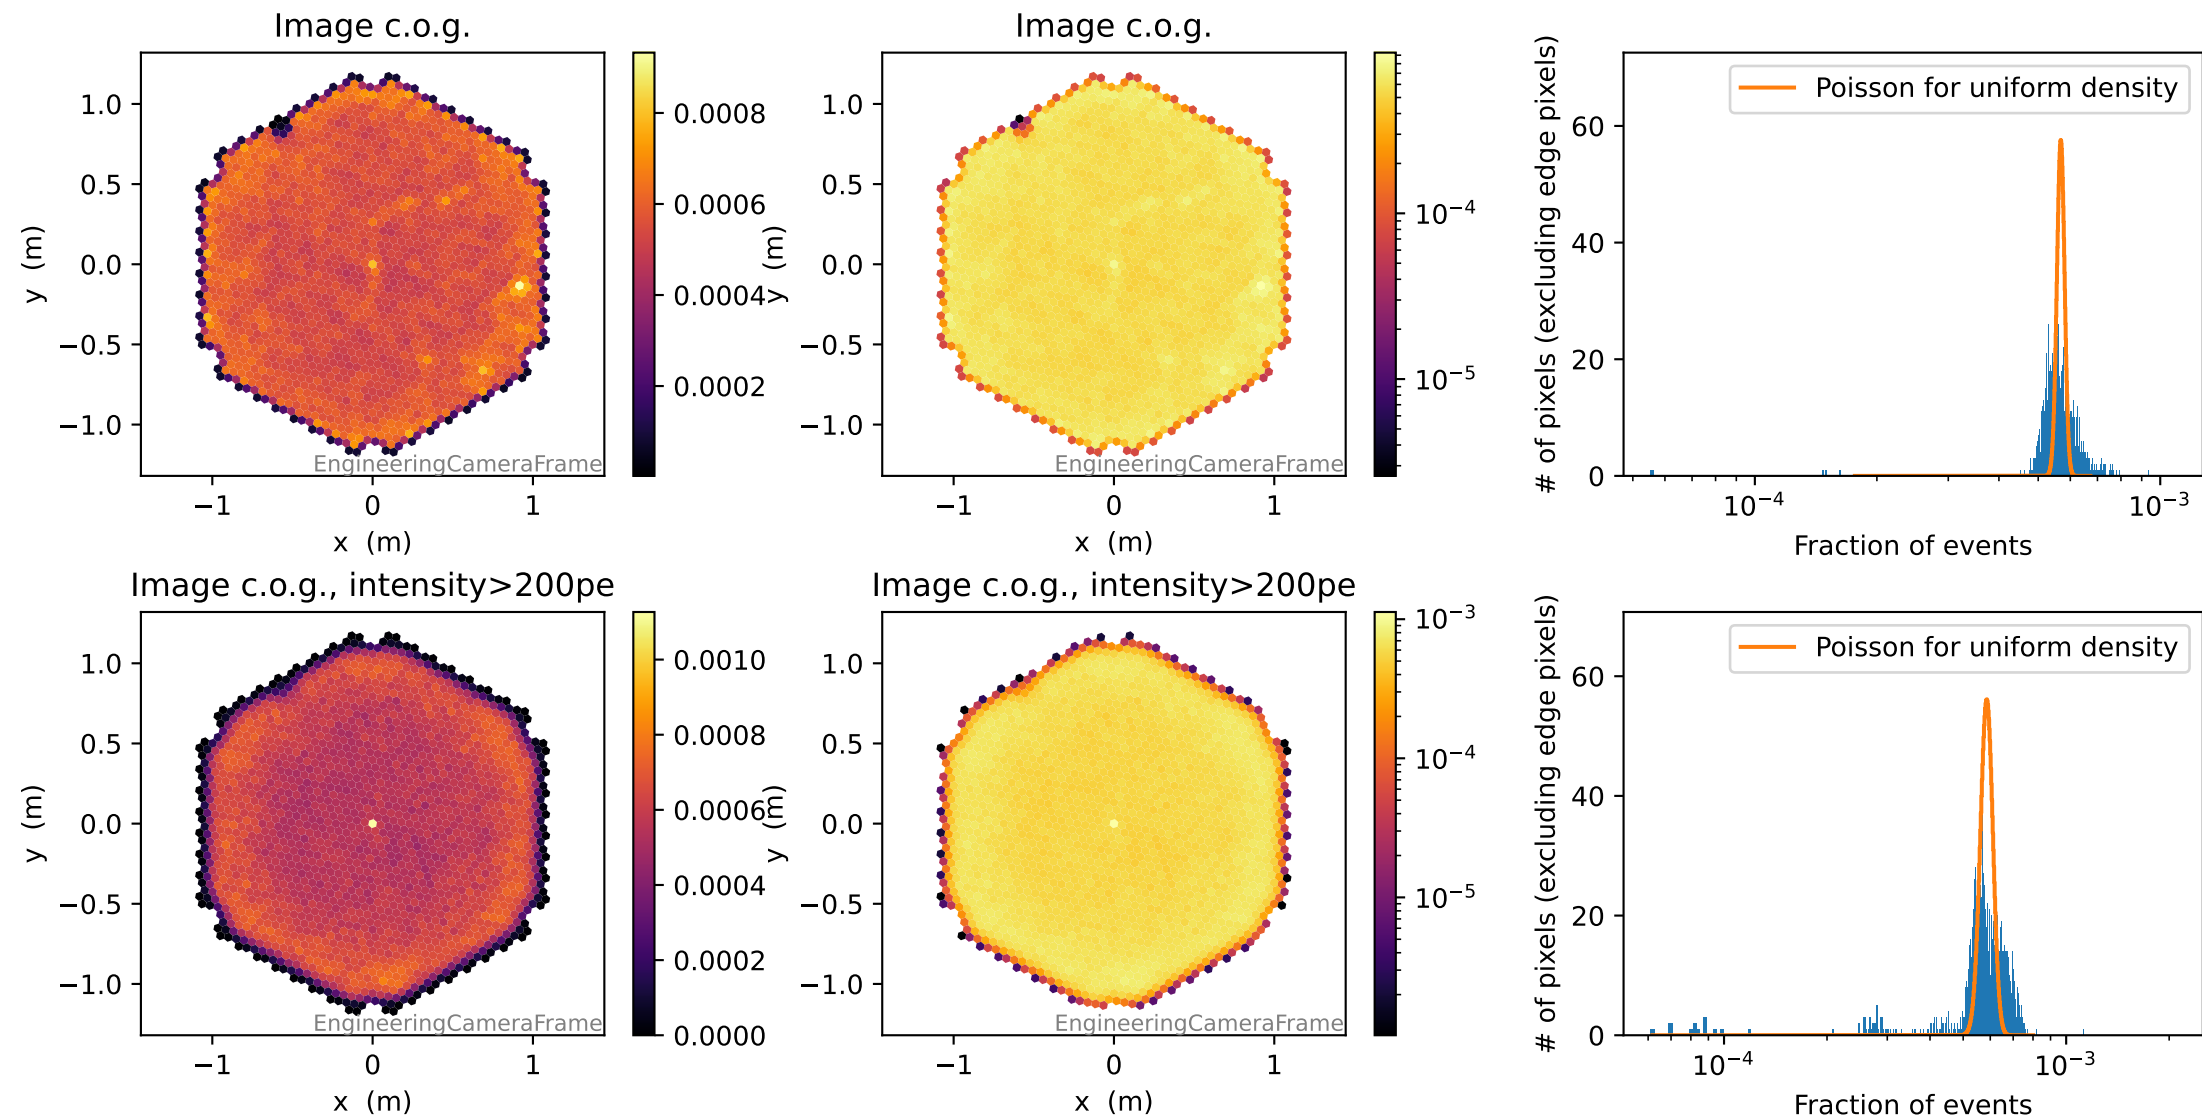 Image c.o.g.
1.0
0.5
0.0
−0.5
−1.0
y (m)
−1
0
1
x (m)
EngineeringCameraFrame
0.0008
0.0006
0.0004
0.0002
Image c.o.g.
1.0
0.5
0.0
−0.5
−1.0
y (m)
−1
0
1
x (m)
EngineeringCameraFrame
10⁻⁴
10⁻⁵
# of pixels (excluding edge pixels)
60
40
20
0
Poisson for uniform density
10⁻⁴
10⁻³
Fraction of events
Image c.o.g., intensity>200pe
1.0
0.5
0.0
−0.5
−1.0
y (m)
−1
0
1
x (m)
EngineeringCameraFrame
0.0010
0.0008
0.0006
0.0004
0.0002
0.0000
Image c.o.g., intensity>200pe
1.0
0.5
0.0
−0.5
−1.0
y (m)
−1
0
1
x (m)
EngineeringCameraFrame
10⁻³
10⁻⁴
10⁻⁵
# of pixels (excluding edge pixels)
60
40
20
0
Poisson for uniform density
10⁻⁴
10⁻³
Fraction of events